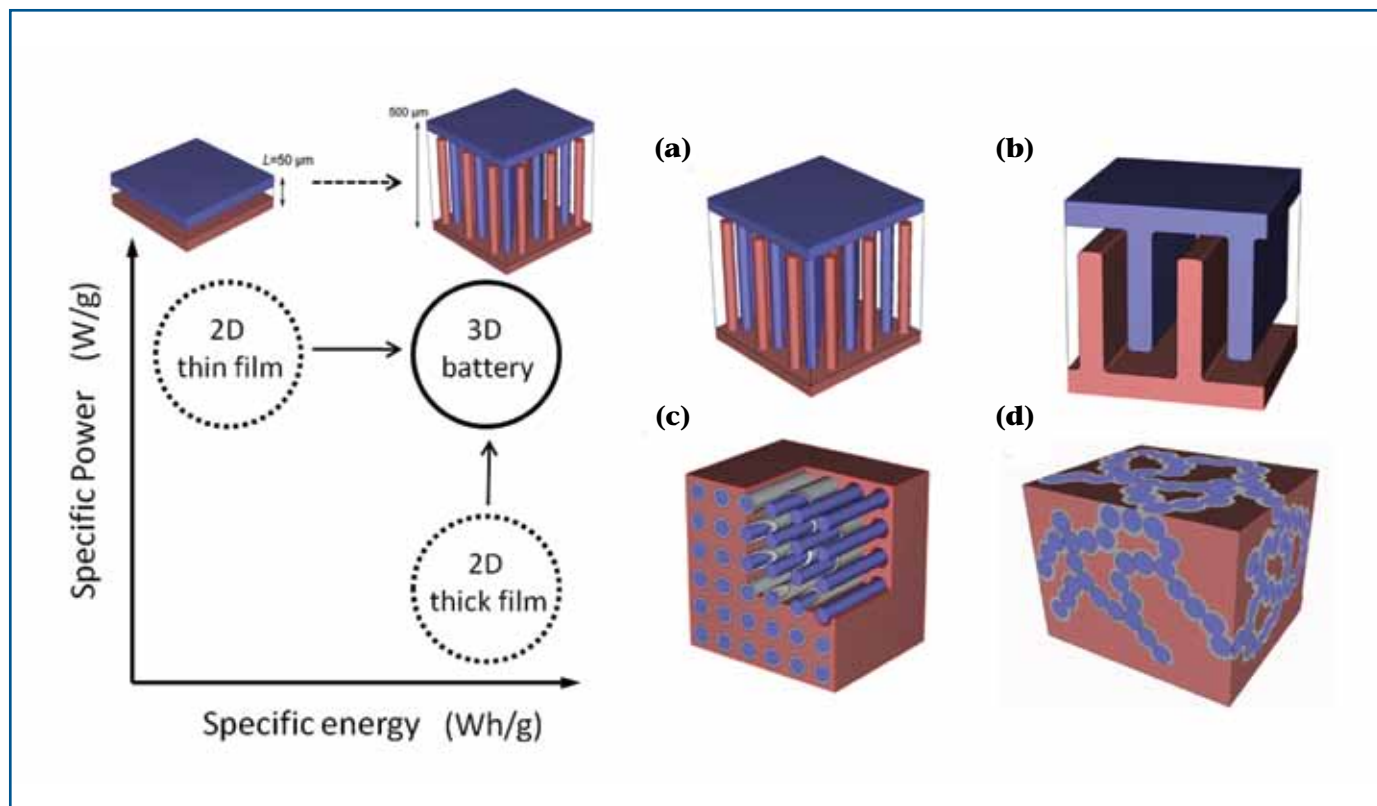 500 µm
L=50 µm
Specific Power (W/g)
2D
thin film
3D
battery
2D
thick film
Specific energy (Wh/g)
(a)
(b)
(c)
(d)